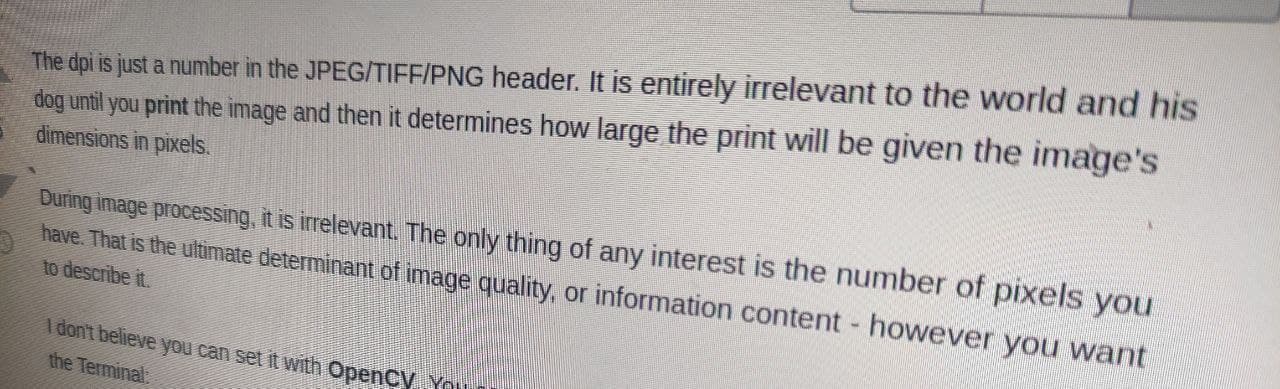 The dpi is just a number in the JPEG/TIFF/PNG header. It is entirely irrelevant to the world and his
dog until you print the image and then it determines how large the print will be given the image's
dimensions in pixels.
During image processing, it is irrelevant. The only thing of any interest is the number of pixels you
have. That is the ultimate determinant of image quality, or information content - however you want
to describe it.
I don't believe you can set it with OpenCV. You
the Terminal: